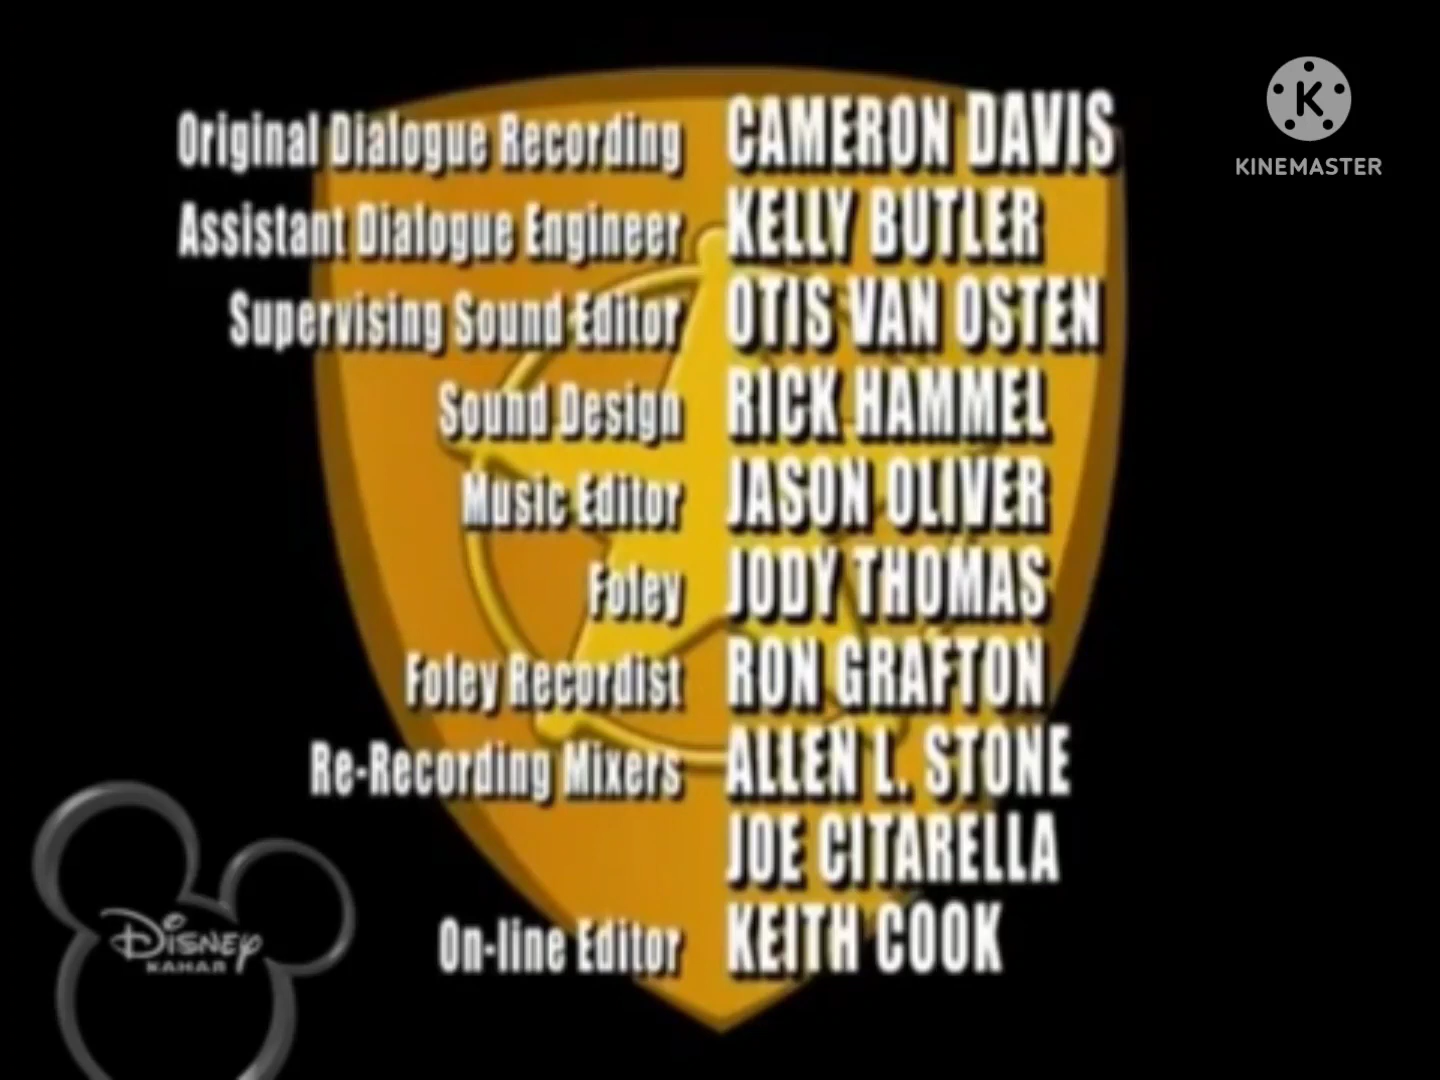 Original Dialogue Recording CAMERON DAVIS
Assistant Dialogue Engineer KELLY BUTLER
Supervising Sound Editor OTIS VAN OSTEN
Sound Design RICK HAMMEL
Music Editor JASON OLIVER
Foley JODY THOMAS
Foley Recordist RON GRAFTON
Re-Recording Mixers ALLEN L. STONE
JOE CITARELLA
On-line Editor KEITH COOK
K
KINEMASTER
DISNEY
КАНАЛ